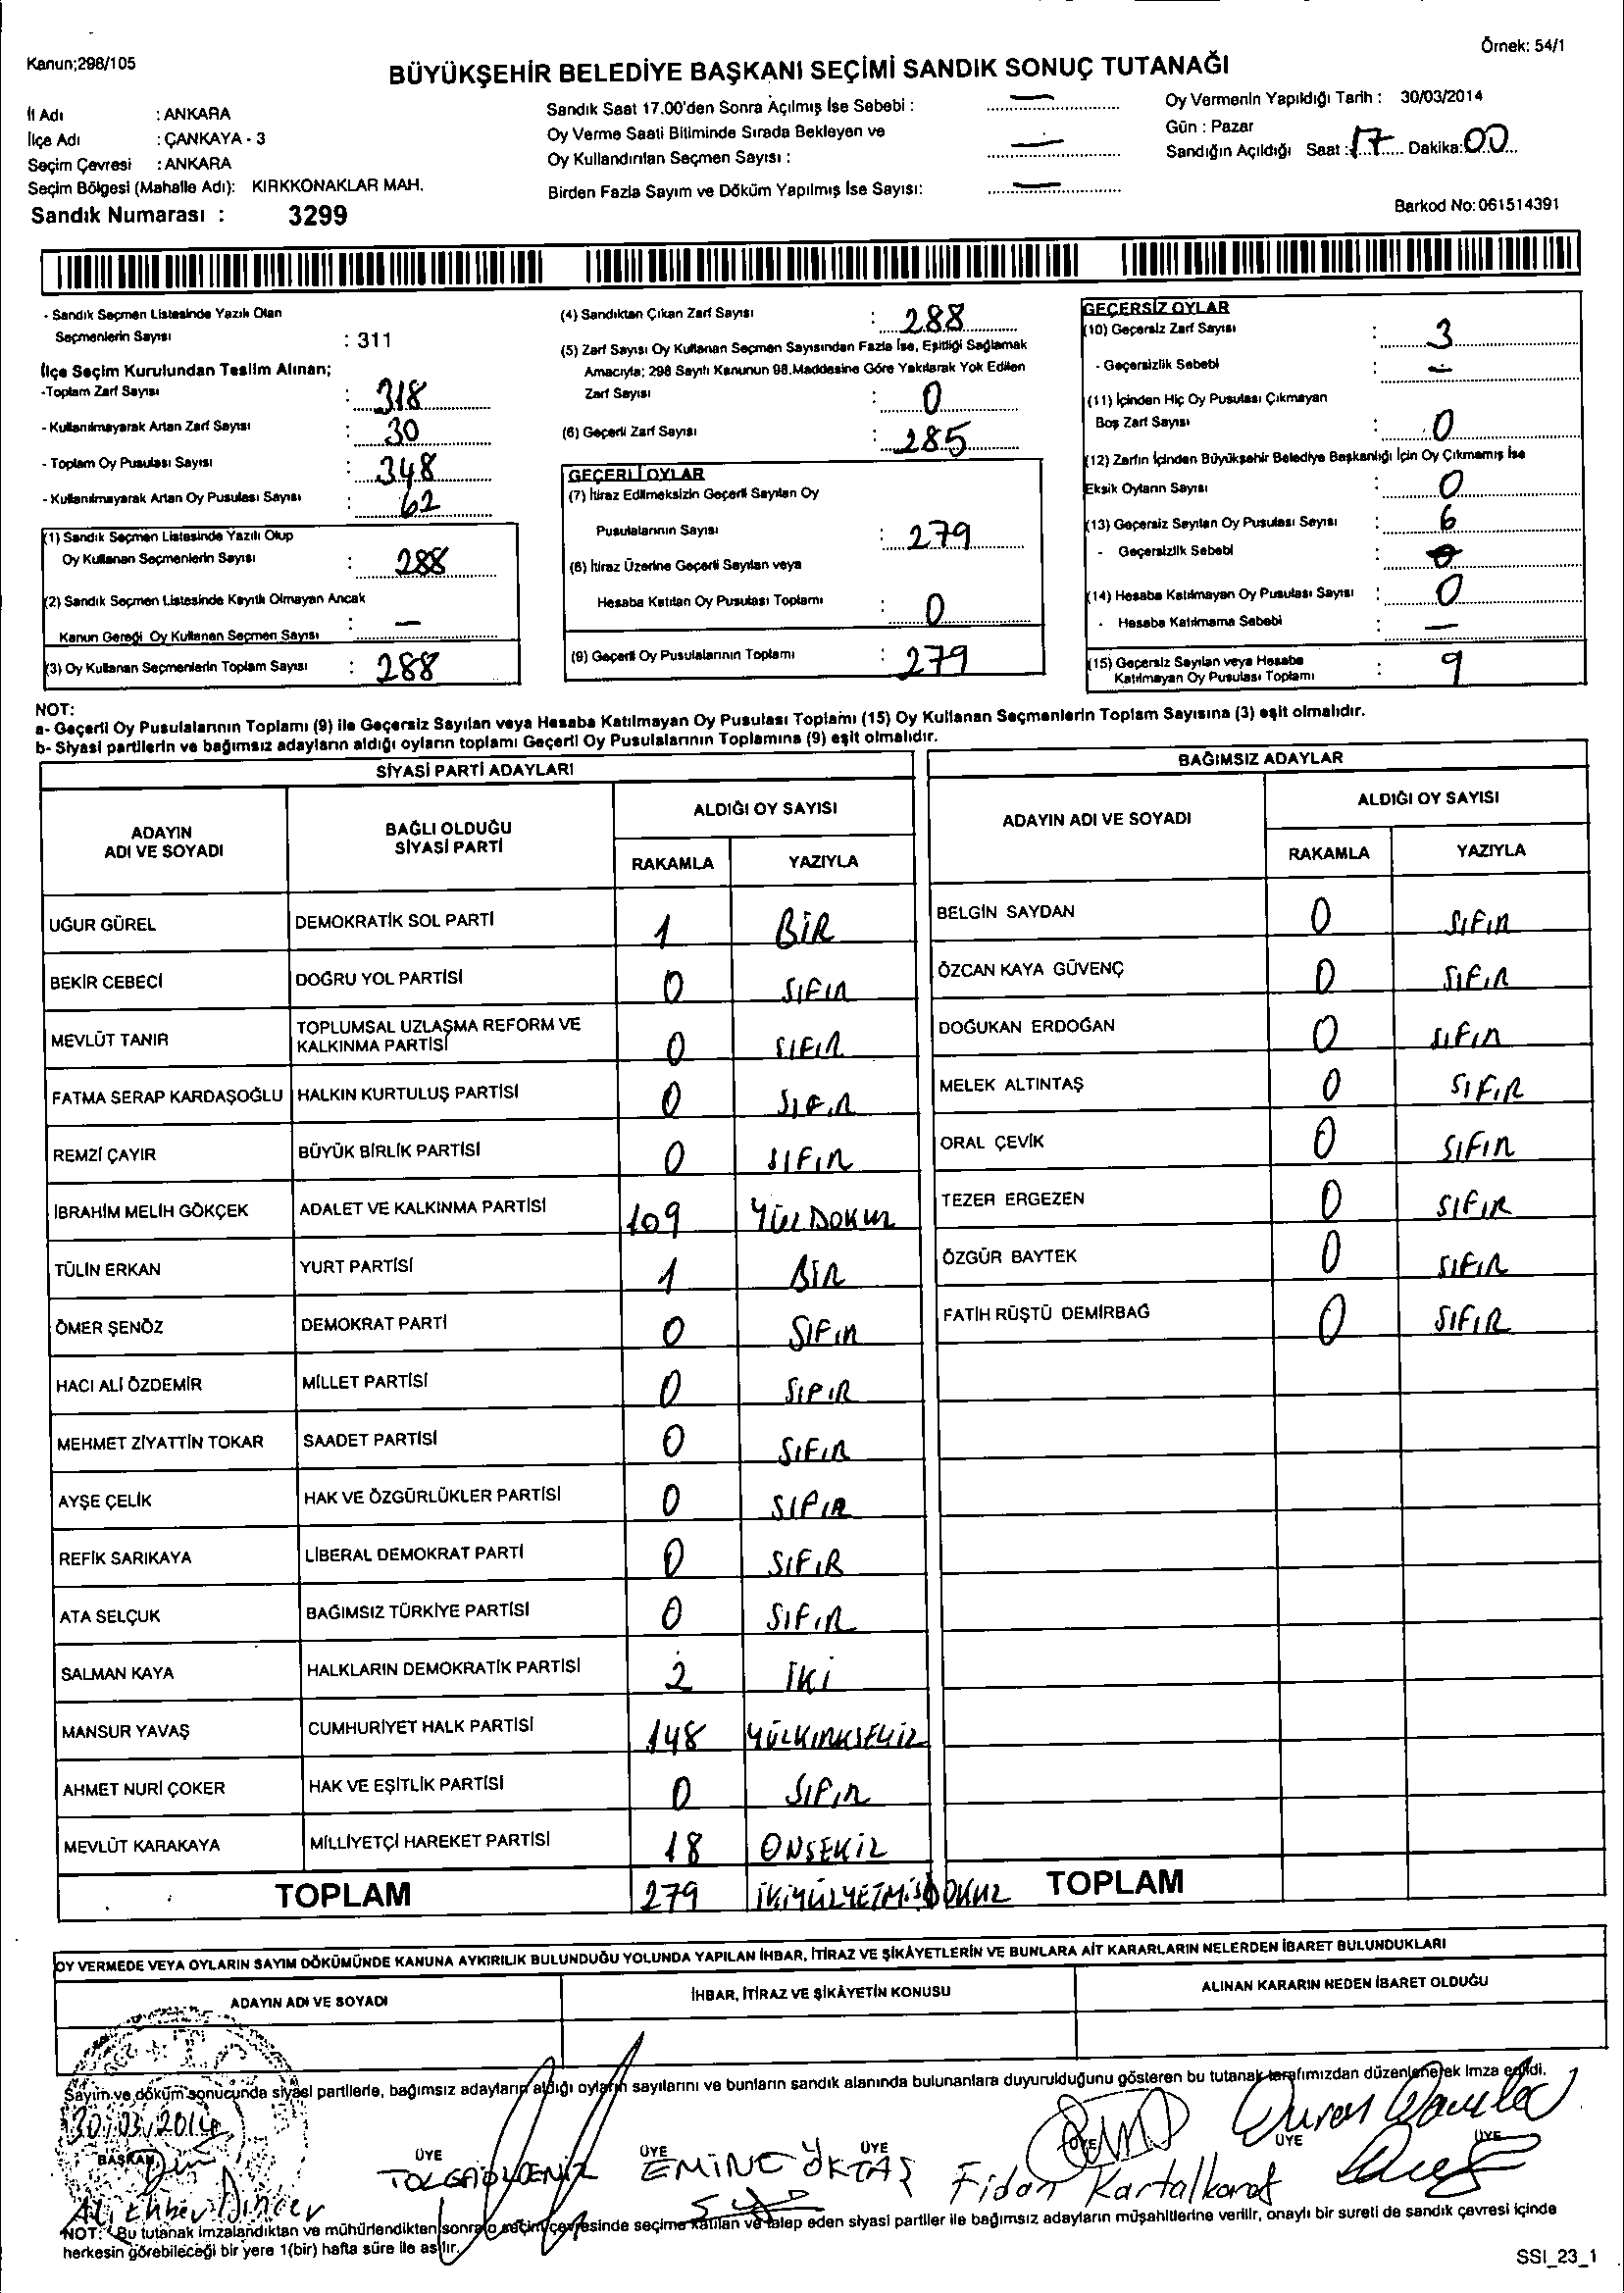 Örnek: 54/1
Kanun;298/105
BÜYÜKŞEHİR BELEDİYE BAŞKANI SEÇİMİ SANDIK SONUÇ TUTANAĞI
İl Adı : ANKARA
İlçe Adı : ÇANKAYA - 3
Seçim Çevresi : ANKARA
Seçim Bölgesi (Mahalle Adı): KIRKKONAKLAR MAH.
Sandık Numarası : 3299
Sandık Saat 17.00'den Sonra Açılmış İse Sebebi : —
Oy Verme Saati Bitiminde Sırada Bekleyen ve
Oy Kullandırılan Seçmen Sayısı : —
Birden Fazla Sayım ve Döküm Yapılmış İse Sayısı: —
Oy Vermenin Yapıldığı Tarih : 30/03/2014
Gün : Pazar
Sandığın Açıldığı Saat : 17 Dakika: 00
Barkod No: 061514391
- Sandık Seçmen Listesinde Yazılı Olan
Seçmenlerin Sayısı : 311
İlçe Seçim Kurulundan Teslim Alınan;
-Toplam Zarf Sayısı : 318
- Kullanılmayarak Artan Zarf Sayısı : 30
- Toplam Oy Pusulası Sayısı : 348
- Kullanılmayarak Artan Oy Pusulası Sayısı : 62
(1) Sandık Seçmen Listesinde Yazılı Olup
Oy Kullanan Seçmenlerin Sayısı : 288
(2) Sandık Seçmen Listesinde Kayıtlı Olmayan Ancak
Kanun Gereği Oy Kullanan Seçmen Sayısı : —
(3) Oy Kullanan Seçmenlerin Toplam Sayısı : 288
(4) Sandıktan Çıkan Zarf Sayısı : 288
(5) Zarf Sayısı Oy Kullanan Seçmen Sayısından Fazla İse, Eşitliği Sağlamak
Amacıyla; 298 Sayılı Kanunun 98.Maddesine Göre Yakılarak Yok Edilen
Zarf Sayısı : 0
(6) Geçerli Zarf Sayısı : 285
GEÇERLİ OYLAR
(7) İtiraz Edilmeksizin Geçerli Sayılan Oy
Pusulalarının Sayısı : 279
(8) İtiraz Üzerine Geçerli Sayılan veya
Hesaba Katılan Oy Pusulası Toplamı : 0
(9) Geçerli Oy Pusulalarının Toplamı : 279
GEÇERSİZ OYLAR
(10) Geçersiz Zarf Sayısı : 3
- Geçersizlik Sebebi : —
(11) İçinden Hiç Oy Pusulası Çıkmayan
Boş Zarf Sayısı : 0
(12) Zarfın İçinden Büyükşehir Belediye Başkanlığı İçin Oy Çıkmamış İse
Eksik Oyların Sayısı : 0
(13) Geçersiz Sayılan Oy Pusulası Sayısı : 6
- Geçersizlik Sebebi :
(14) Hesaba Katılmayan Oy Pusulası Sayısı : 0
- Hesaba Katılmama Sebebi : —
(15) Geçersiz Sayılan veya Hesaba
Katılmayan Oy Pusulası Toplamı : 9
NOT:
a- Geçerli Oy Pusulalarının Toplamı (9) ile Geçersiz Sayılan veya Hesaba Katılmayan Oy Pusulası Toplamı (15) Oy Kullanan Seçmenlerin Toplam Sayısına (3) eşit olmalıdır.
b- Siyasi partilerin ve bağımsız adayların aldığı oyların toplamı Geçerli Oy Pusulalarının Toplamına (9) eşit olmalıdır.
SİYASİ PARTİ ADAYLARI
ADAYIN ADI VE SOYADI BAĞLI OLDUĞU SİYASİ PARTİ ALDIĞI OY SAYISI
RAKAMLA YAZIYLA
UĞUR GÜREL DEMOKRATİK SOL PARTİ 1 BİR
BEKİR CEBECİ DOĞRU YOL PARTİSİ 0 SIFIR
MEVLÜT TANIR TOPLUMSAL UZLAŞMA REFORM VE KALKINMA PARTİSİ 0 SIFIR
FATMA SERAP KARDAŞOĞLU HALKIN KURTULUŞ PARTİSİ 0 SIFIR
REMZİ ÇAYIR BÜYÜK BİRLİK PARTİSİ 0 SIFIR
İBRAHİM MELİH GÖKÇEK ADALET VE KALKINMA PARTİSİ 109 YÜZDOKUZ
TÜLİN ERKAN YURT PARTİSİ 1 BİR
ÖMER ŞENÖZ DEMOKRAT PARTİ 0 SIFIR
HACI ALİ ÖZDEMİR MİLLET PARTİSİ 0 SIFIR
MEHMET ZİYATTİN TOKAR SAADET PARTİSİ 0 SIFIR
AYŞE ÇELİK HAK VE ÖZGÜRLÜKLER PARTİSİ 0 SIFIR
REFİK SARIKAYA LİBERAL DEMOKRAT PARTİ 0 SIFIR
ATA SELÇUK BAĞIMSIZ TÜRKİYE PARTİSİ 0 SIFIR
SALMAN KAYA HALKLARIN DEMOKRATİK PARTİSİ 2 İKİ
MANSUR YAVAŞ CUMHURİYET HALK PARTİSİ 148 YÜZKIRKSEKİZ
AHMET NURİ ÇOKER HAK VE EŞİTLİK PARTİSİ 0 SIFIR
MEVLÜT KARAKAYA MİLLİYETÇİ HAREKET PARTİSİ 18 ONSEKİZ
TOPLAM 279 İKİYÜZYETMİŞDOKUZ
BAĞIMSIZ ADAYLAR
ADAYIN ADI VE SOYADI ALDIĞI OY SAYISI
RAKAMLA YAZIYLA
BELGİN SAYDAN 0 SIFIR
ÖZCAN KAYA GÜVENÇ 0 SIFIR
DOĞUKAN ERDOĞAN 0 SIFIR
MELEK ALTINTAŞ 0 SIFIR
ORAL ÇEVİK 0 SIFIR
TEZER ERGEZEN 0 SIFIR
ÖZGÜR BAYTEK 0 SIFIR
FATİH RÜŞTÜ DEMİRBAĞ 0 SIFIR
TOPLAM
OY VERMEDE VEYA OYLARIN SAYIM DÖKÜMÜNDE KANUNA AYKIRILIK BULUNDUĞU YOLUNDA YAPILAN İHBAR, İTİRAZ VE ŞİKÂYETLERİN VE BUNLARA AİT KARARLARIN NELERDEN İBARET BULUNDUKLARI
ADAYIN ADI VE SOYADI İHBAR, İTİRAZ VE ŞİKÂYETİN KONUSU ALINAN KARARIN NEDEN İBARET OLDUĞU
Sayım ve döküm sonucunda siyasi partilerle, bağımsız adayların aldığı oyların sayılarını ve bunların sandık alanında bulunanlara duyurulduğunu gösteren bu tutanak tarafımızdan düzenlenerek imza edildi.
30/03/2014
BAŞKAN ÜYE ÜYE ÜYE ÜYE ÜYE ÜYE
EMİNE ÖKTAŞ
Fidan Kartalkanat
NOT: Bu tutanak imzalandıktan ve mühürlendikten sonra o seçim çevresinde seçime katılan ve talep eden siyasi partiler ile bağımsız adayların müşahitlerine verilir, onaylı bir sureti de sandık çevresi içinde
herkesin görebileceği bir yere 1(bir) hafta süre ile asılır.
SSI_23_1